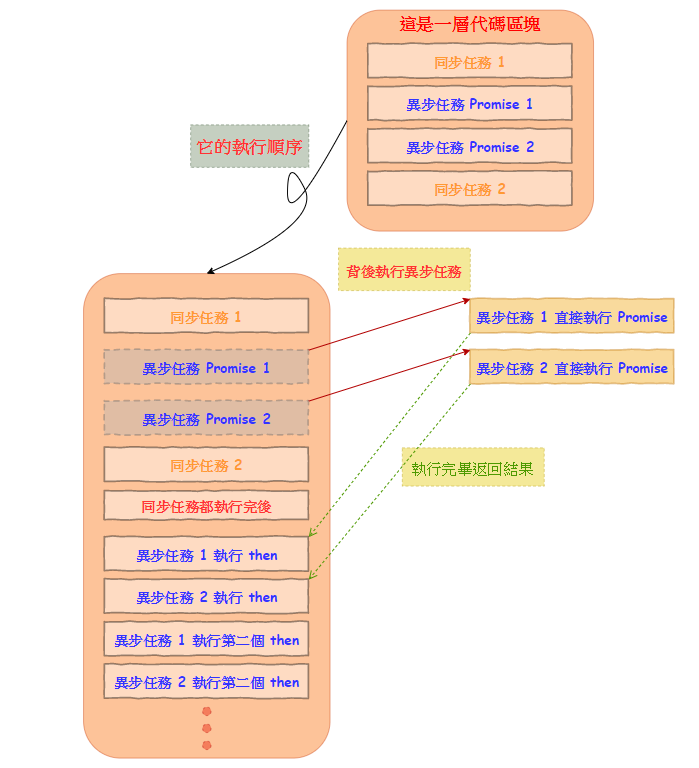 這是一層代碼區塊
同步任務 1
異步任務 Promise 1
異步任務 Promise 2
同步任務 2
它的執行順序
背後執行異步任務
同步任務 1
異步任務 Promise 1
異步任務 Promise 2
同步任務 2
同步任務都執行完後
異步任務 1 執行 then
異步任務 2 執行 then
異步任務 1 執行第二個 then
異步任務 2 執行第二個 then
異步任務 1 直接執行 Promise
異步任務 2 直接執行 Promise
執行完畢返回結果